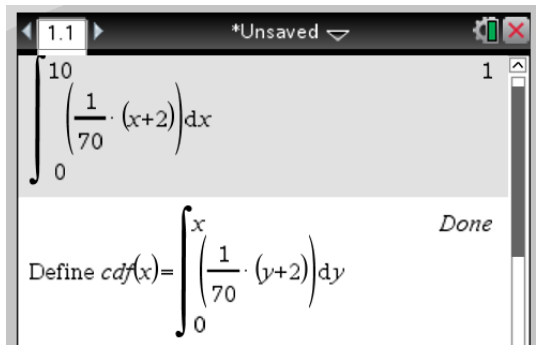 1.1 *Unsaved
∫₀¹⁰ (1/70 · (x+2))dx 1
Define cdf(x)=∫₀ˣ (1/70 · (y+2))dy Done